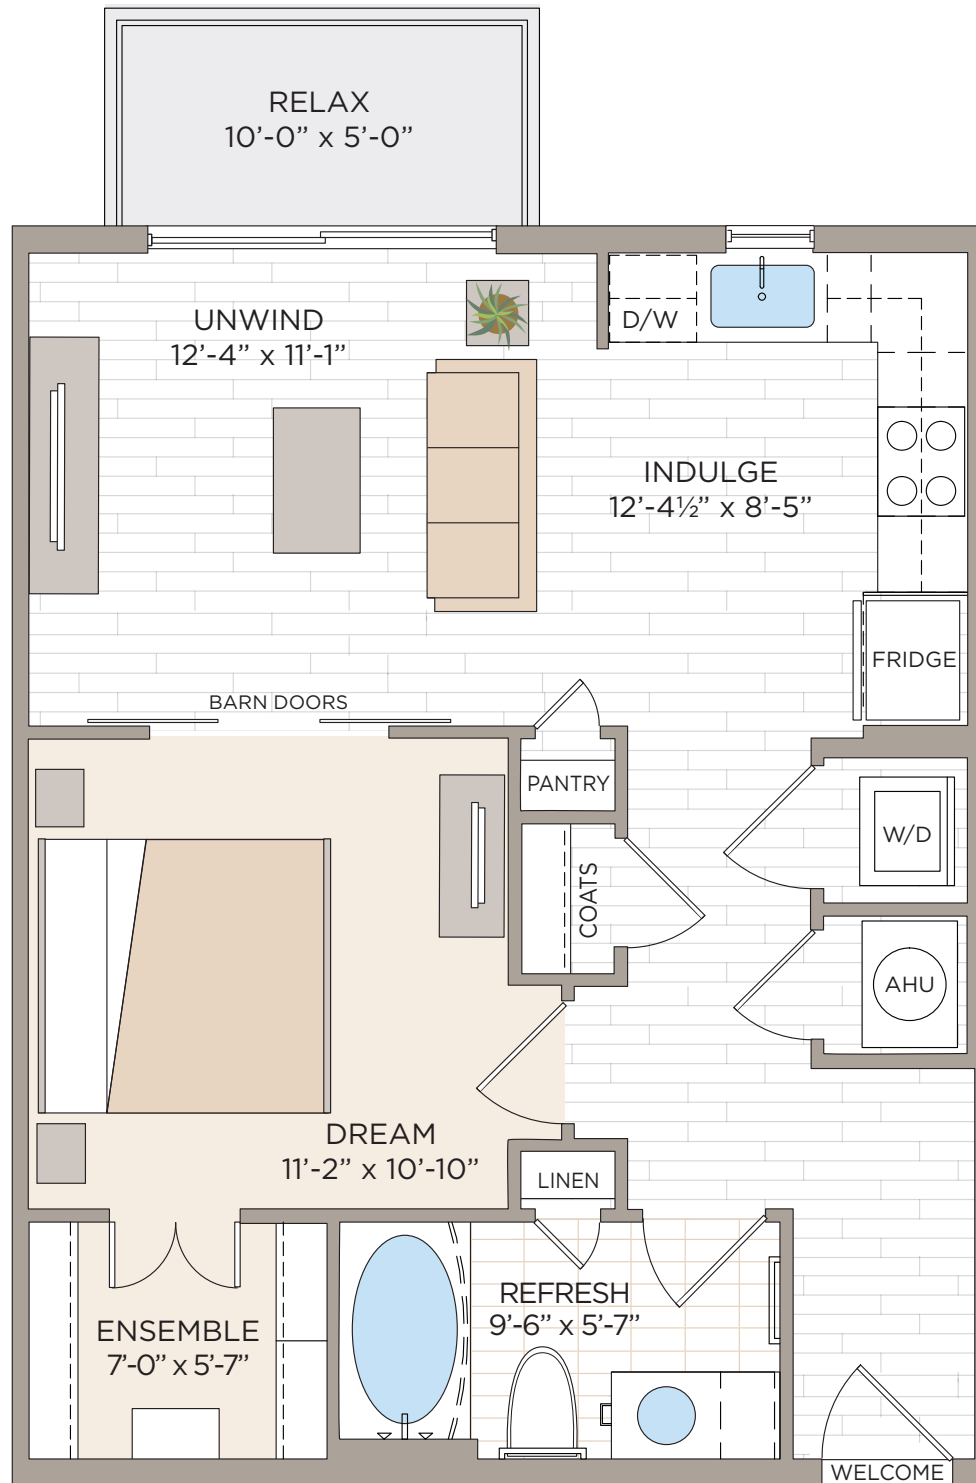 RELAX
10’-0” x 5’-0”
UNWIND
12’-4” x 11’-1”
D/W
INDULGE
12’-4½” x 8’-5”
FRIDGE
BARN DOORS
PANTRY
W/D
COATS
AHU
DREAM
11’-2” x 10’-10”
LINEN
REFRESH
9’-6” x 5’-7”
ENSEMBLE
7’-0” x 5’-7”
WELCOME